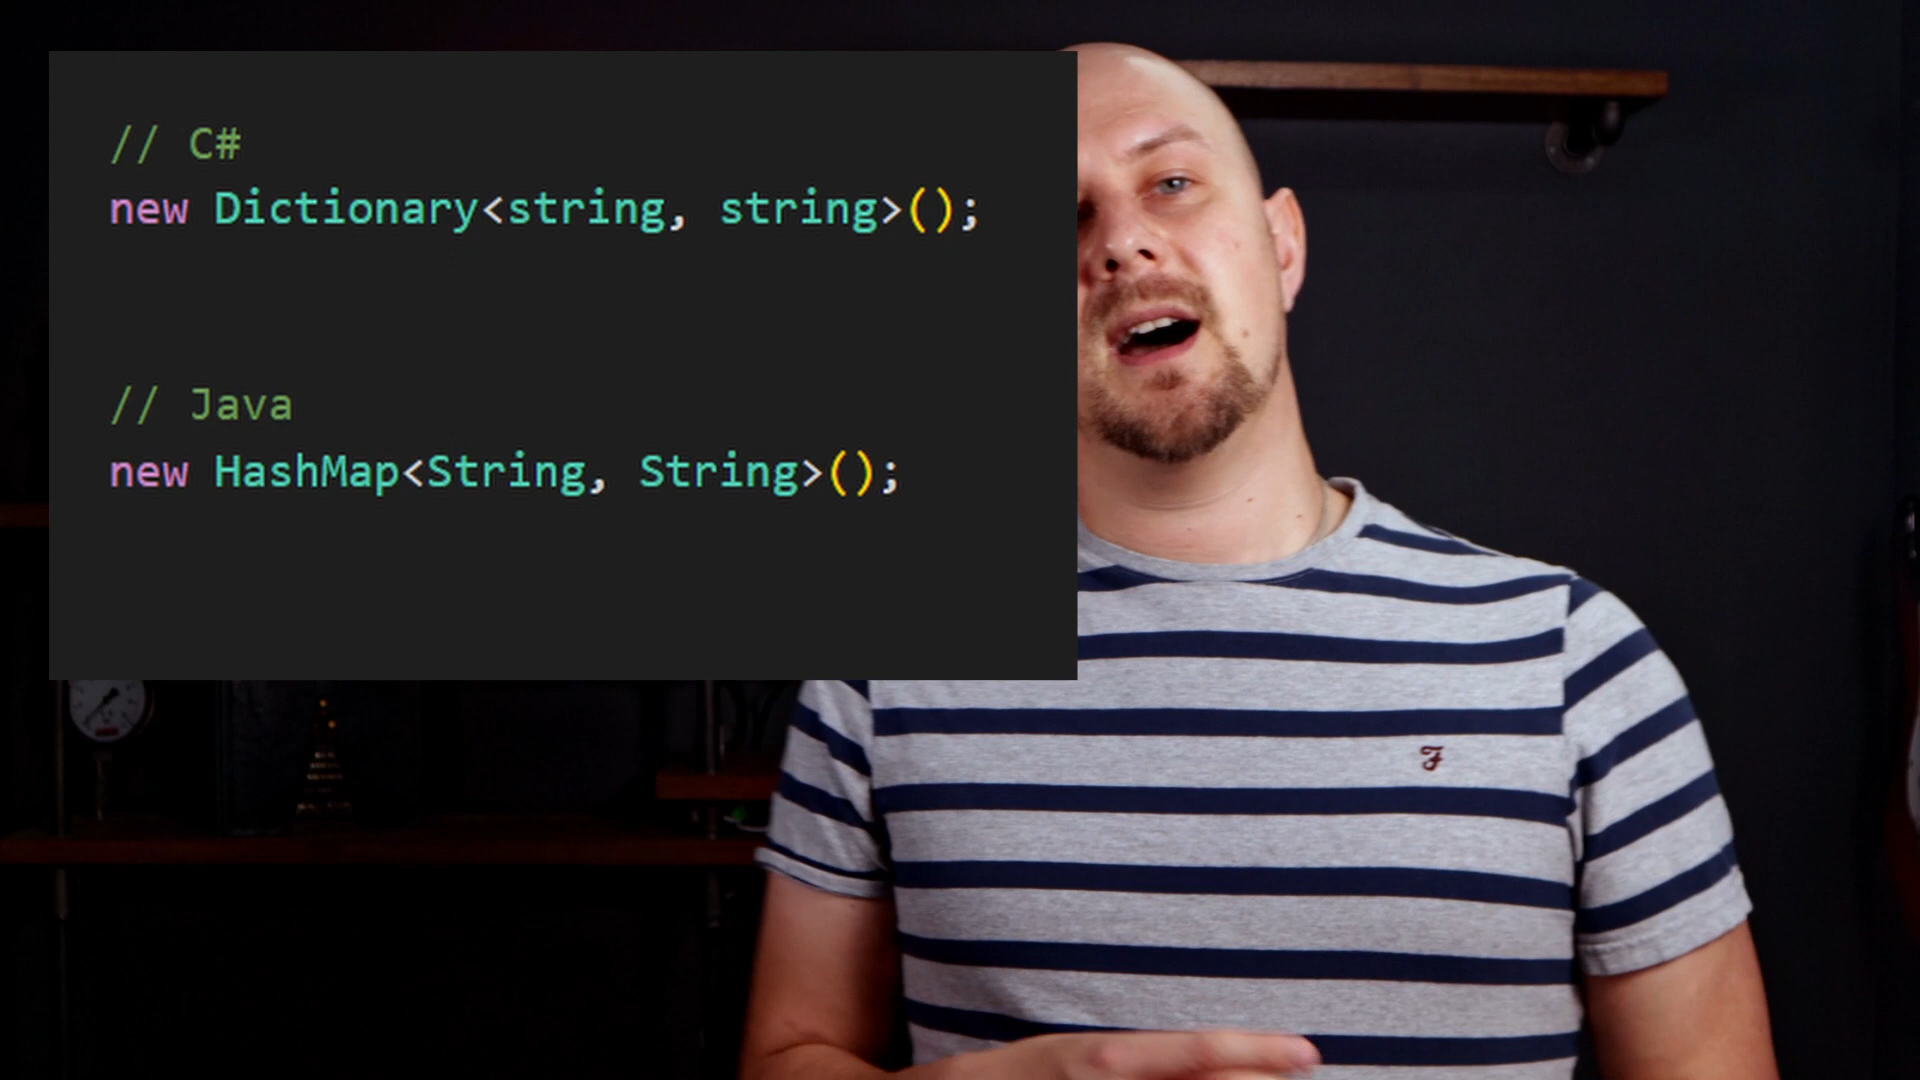 // C#
new Dictionary<string, string>();
// Java
new HashMap<String, String>();